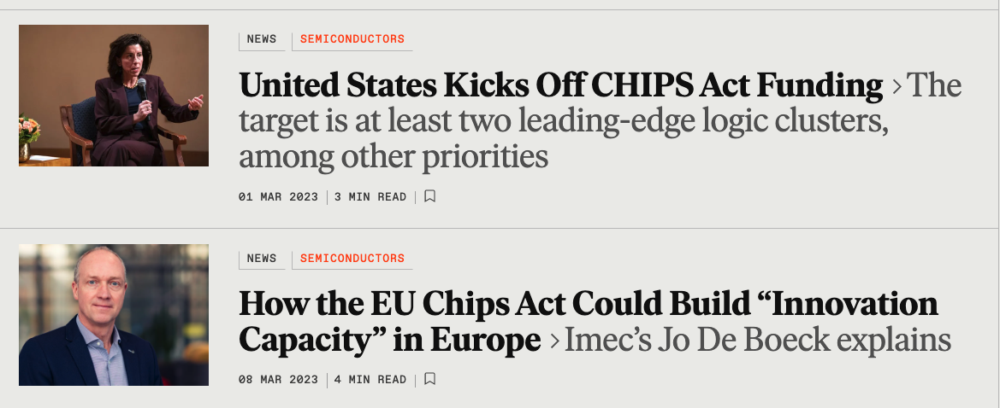 NEWS SEMICONDUCTORS
United States Kicks Off CHIPS Act Funding › The
target is at least two leading-edge logic clusters,
among other priorities
01 MAR 2023 3 MIN READ
NEWS SEMICONDUCTORS
How the EU Chips Act Could Build “Innovation
Capacity” in Europe › Imec’s Jo De Boeck explains
08 MAR 2023 4 MIN READ